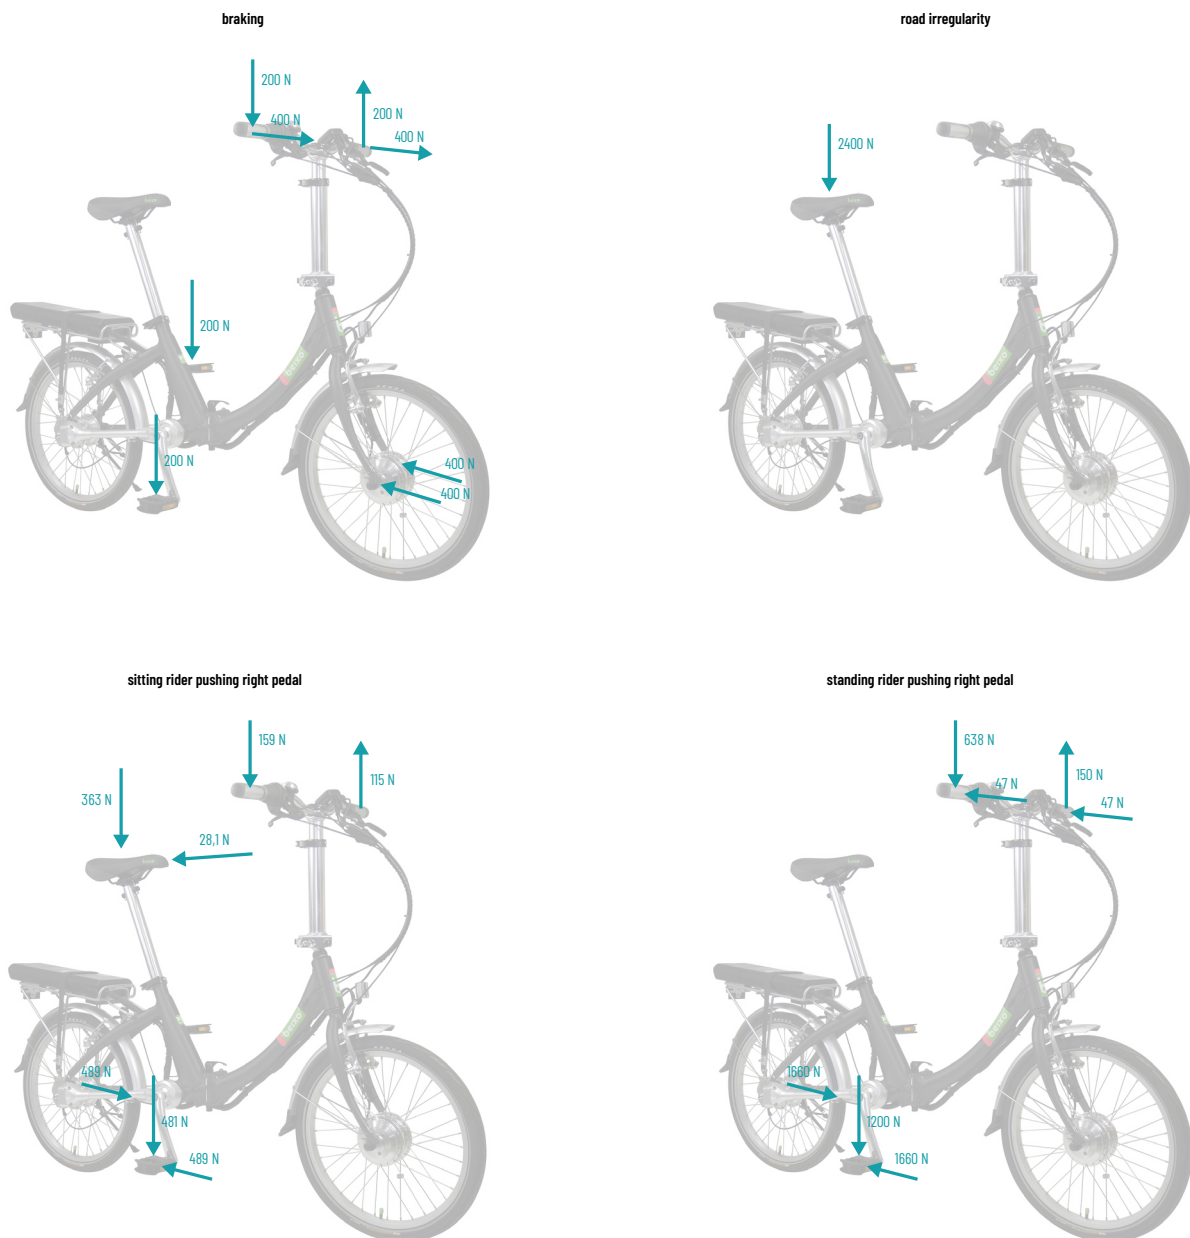 braking
road irregularity
200 N
200 N
400 N
400 N
200 N
200 N
400 N
400 N
2400 N
sitting rider pushing right pedal
standing rider pushing right pedal
159 N
115 N
363 N
28,1 N
489 N
481 N
489 N
638 N
150 N
47 N
47 N
1660 N
1200 N
1660 N